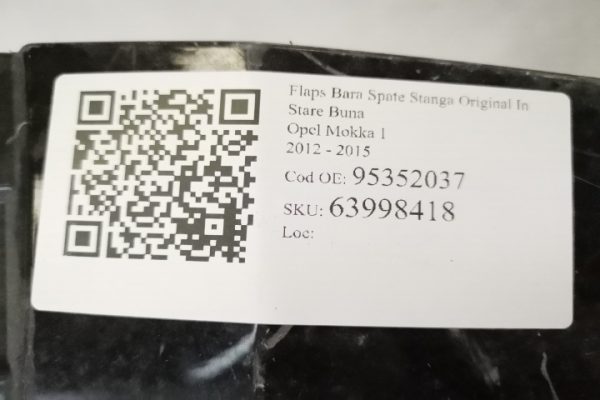 Flaps Bara Spate Stanga Original In
Stare Buna
Opel Mokka 1
2012 - 2015
Cod OE: 95352037
SKU: 63998418
Loc: